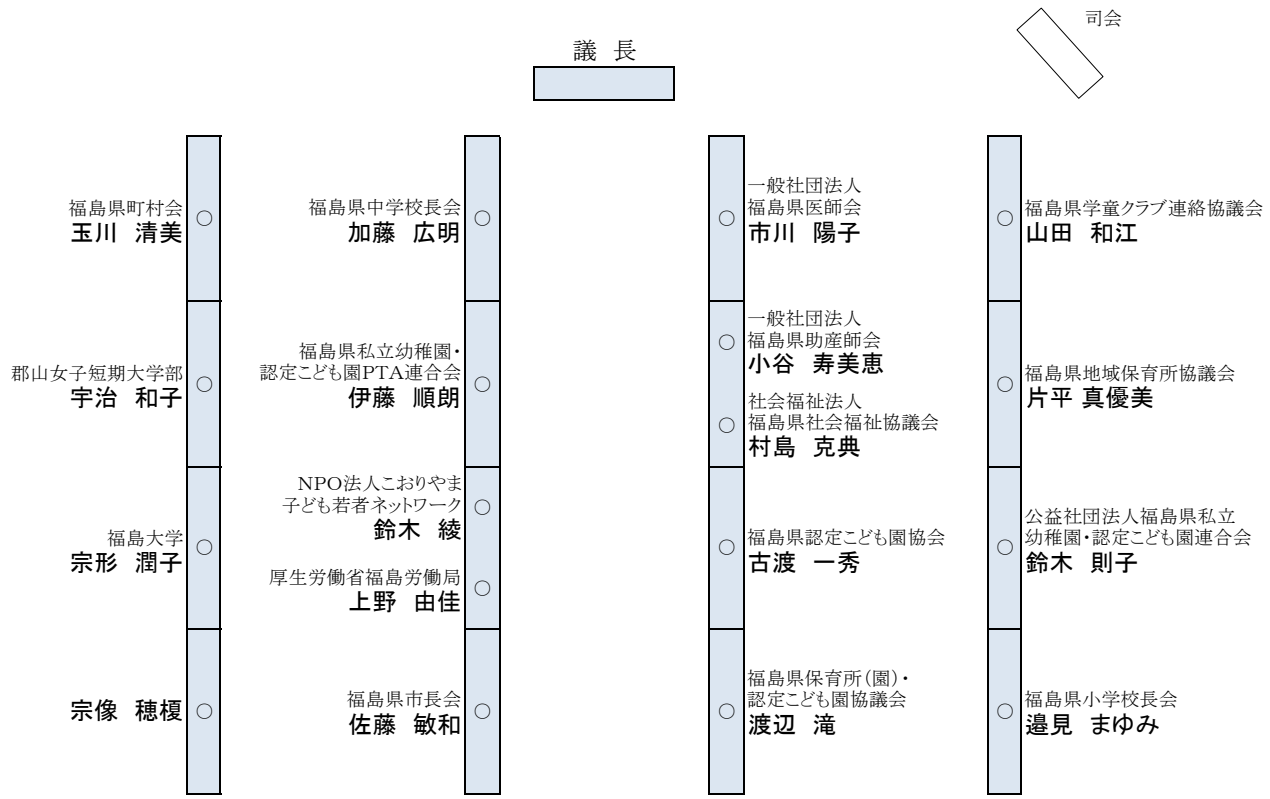 司会
議 長
福島県町村会
玉川 清美
郡山女子短期大学部
宇治 和子
福島大学
宗形 潤子
宗像 穂榎
福島県中学校長会
加藤 広明
福島県私立幼稚園・
認定こども園PTA連合会
伊藤 順朗
NPO法人こおりやま
子ども若者ネットワーク
鈴木 綾
厚生労働省福島労働局
上野 由佳
福島県市長会
佐藤 敏和
一般社団法人
福島県医師会
市川 陽子
一般社団法人
福島県助産師会
小谷 寿美恵
社会福祉法人
福島県社会福祉協議会
村島 克典
福島県認定こども園協会
古渡 一秀
福島県保育所(園)・
認定こども園協議会
渡辺 滝
福島県学童クラブ連絡協議会
山田 和江
福島県地域保育所協議会
片平 真優美
公益社団法人福島県私立
幼稚園・認定こども園連合会
鈴木 則子
福島県小学校長会
邉見 まゆみ